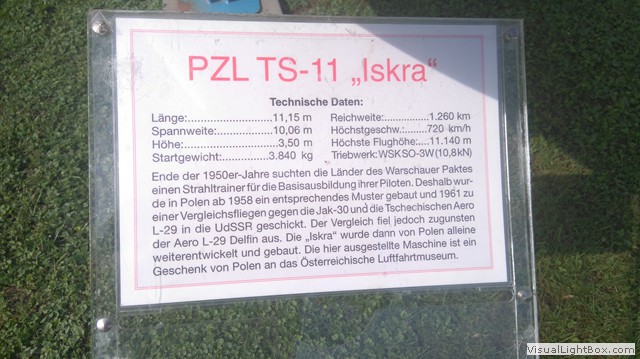 PZL TS-11 „Iskra“
Technische Daten:
Länge:...........................11,15 m
Spannweite:..................10,06 m
Höhe:..............................3,50 m
Startgewicht:.................3.840 kg
Reichweite:...............1.260 km
Höchstgeschw.:.......720 km/h
Höchste Flughöhe:...11.140 m
Triebwerk:WSKSO-3W(10,8kN)
Ende der 1950er-Jahre suchten die Länder des Warschauer Paktes
einen Strahltrainer für die Basisausbildung ihrer Piloten. Deshalb wur-
de in Polen ab 1958 ein entsprechendes Muster gebaut und 1961 zu
einer Vergleichsfliegen gegen die Jak-30 und die Tschechischen Aero
L-29 in die UdSSR geschickt. Der Vergleich fiel jedoch zugunsten
der Aero L-29 Delfin aus. Die „Iskra“ wurde dann von Polen alleine
weiterentwickelt und gebaut. Die hier ausgestellte Maschine ist ein
Geschenk von Polen an das Österreichische Luftfahrtmuseum.
VisualLightBox.com